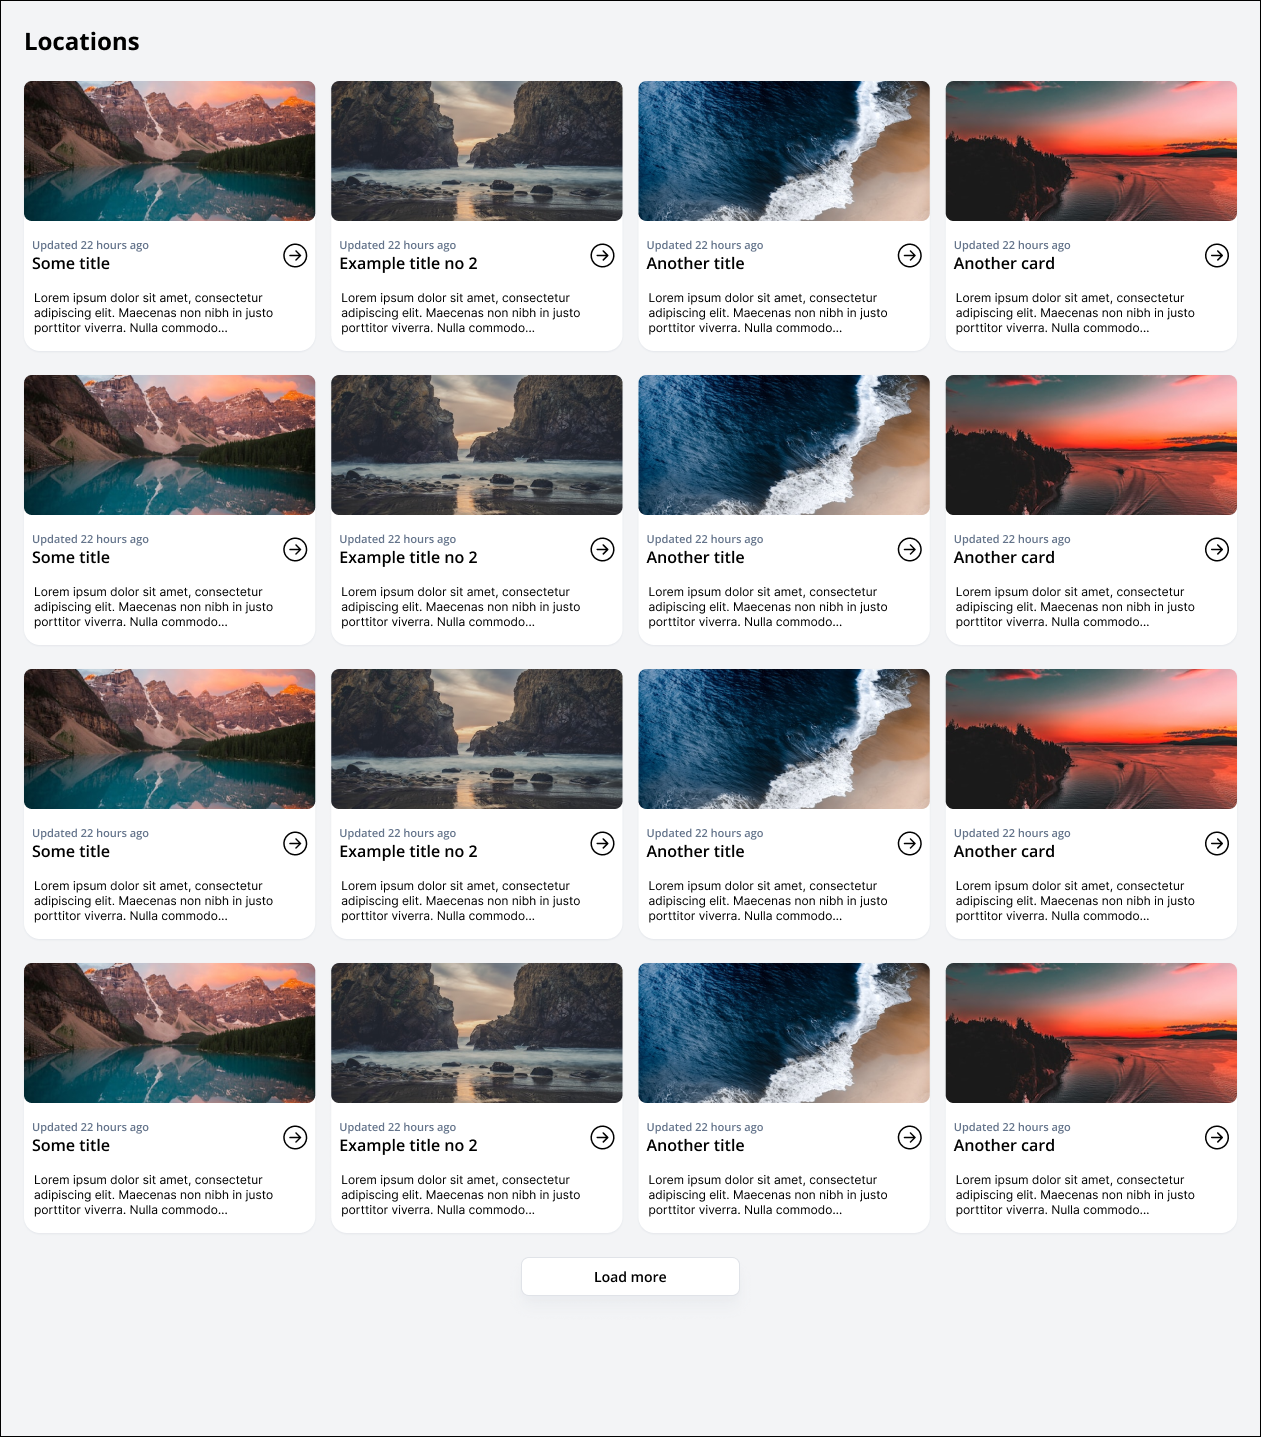 Locations
Updated 22 hours ago
Some title
Lorem ipsum dolor sit amet, consectetur
adipiscing elit. Maecenas non nibh in justo
porttitor viverra. Nulla commodo...
Updated 22 hours ago
Example title no 2
Lorem ipsum dolor sit amet, consectetur
adipiscing elit. Maecenas non nibh in justo
porttitor viverra. Nulla commodo...
Updated 22 hours ago
Another title
Lorem ipsum dolor sit amet, consectetur
adipiscing elit. Maecenas non nibh in justo
porttitor viverra. Nulla commodo...
Updated 22 hours ago
Another card
Lorem ipsum dolor sit amet, consectetur
adipiscing elit. Maecenas non nibh in justo
porttitor viverra. Nulla commodo...
Updated 22 hours ago
Some title
Lorem ipsum dolor sit amet, consectetur
adipiscing elit. Maecenas non nibh in justo
porttitor viverra. Nulla commodo...
Updated 22 hours ago
Example title no 2
Lorem ipsum dolor sit amet, consectetur
adipiscing elit. Maecenas non nibh in justo
porttitor viverra. Nulla commodo...
Updated 22 hours ago
Another title
Lorem ipsum dolor sit amet, consectetur
adipiscing elit. Maecenas non nibh in justo
porttitor viverra. Nulla commodo...
Updated 22 hours ago
Another card
Lorem ipsum dolor sit amet, consectetur
adipiscing elit. Maecenas non nibh in justo
porttitor viverra. Nulla commodo...
Updated 22 hours ago
Some title
Lorem ipsum dolor sit amet, consectetur
adipiscing elit. Maecenas non nibh in justo
porttitor viverra. Nulla commodo...
Updated 22 hours ago
Example title no 2
Lorem ipsum dolor sit amet, consectetur
adipiscing elit. Maecenas non nibh in justo
porttitor viverra. Nulla commodo...
Updated 22 hours ago
Another title
Lorem ipsum dolor sit amet, consectetur
adipiscing elit. Maecenas non nibh in justo
porttitor viverra. Nulla commodo...
Updated 22 hours ago
Another card
Lorem ipsum dolor sit amet, consectetur
adipiscing elit. Maecenas non nibh in justo
porttitor viverra. Nulla commodo...
Updated 22 hours ago
Some title
Lorem ipsum dolor sit amet, consectetur
adipiscing elit. Maecenas non nibh in justo
porttitor viverra. Nulla commodo...
Updated 22 hours ago
Example title no 2
Lorem ipsum dolor sit amet, consectetur
adipiscing elit. Maecenas non nibh in justo
porttitor viverra. Nulla commodo...
Updated 22 hours ago
Another title
Lorem ipsum dolor sit amet, consectetur
adipiscing elit. Maecenas non nibh in justo
porttitor viverra. Nulla commodo...
Updated 22 hours ago
Another card
Lorem ipsum dolor sit amet, consectetur
adipiscing elit. Maecenas non nibh in justo
porttitor viverra. Nulla commodo...
Load more